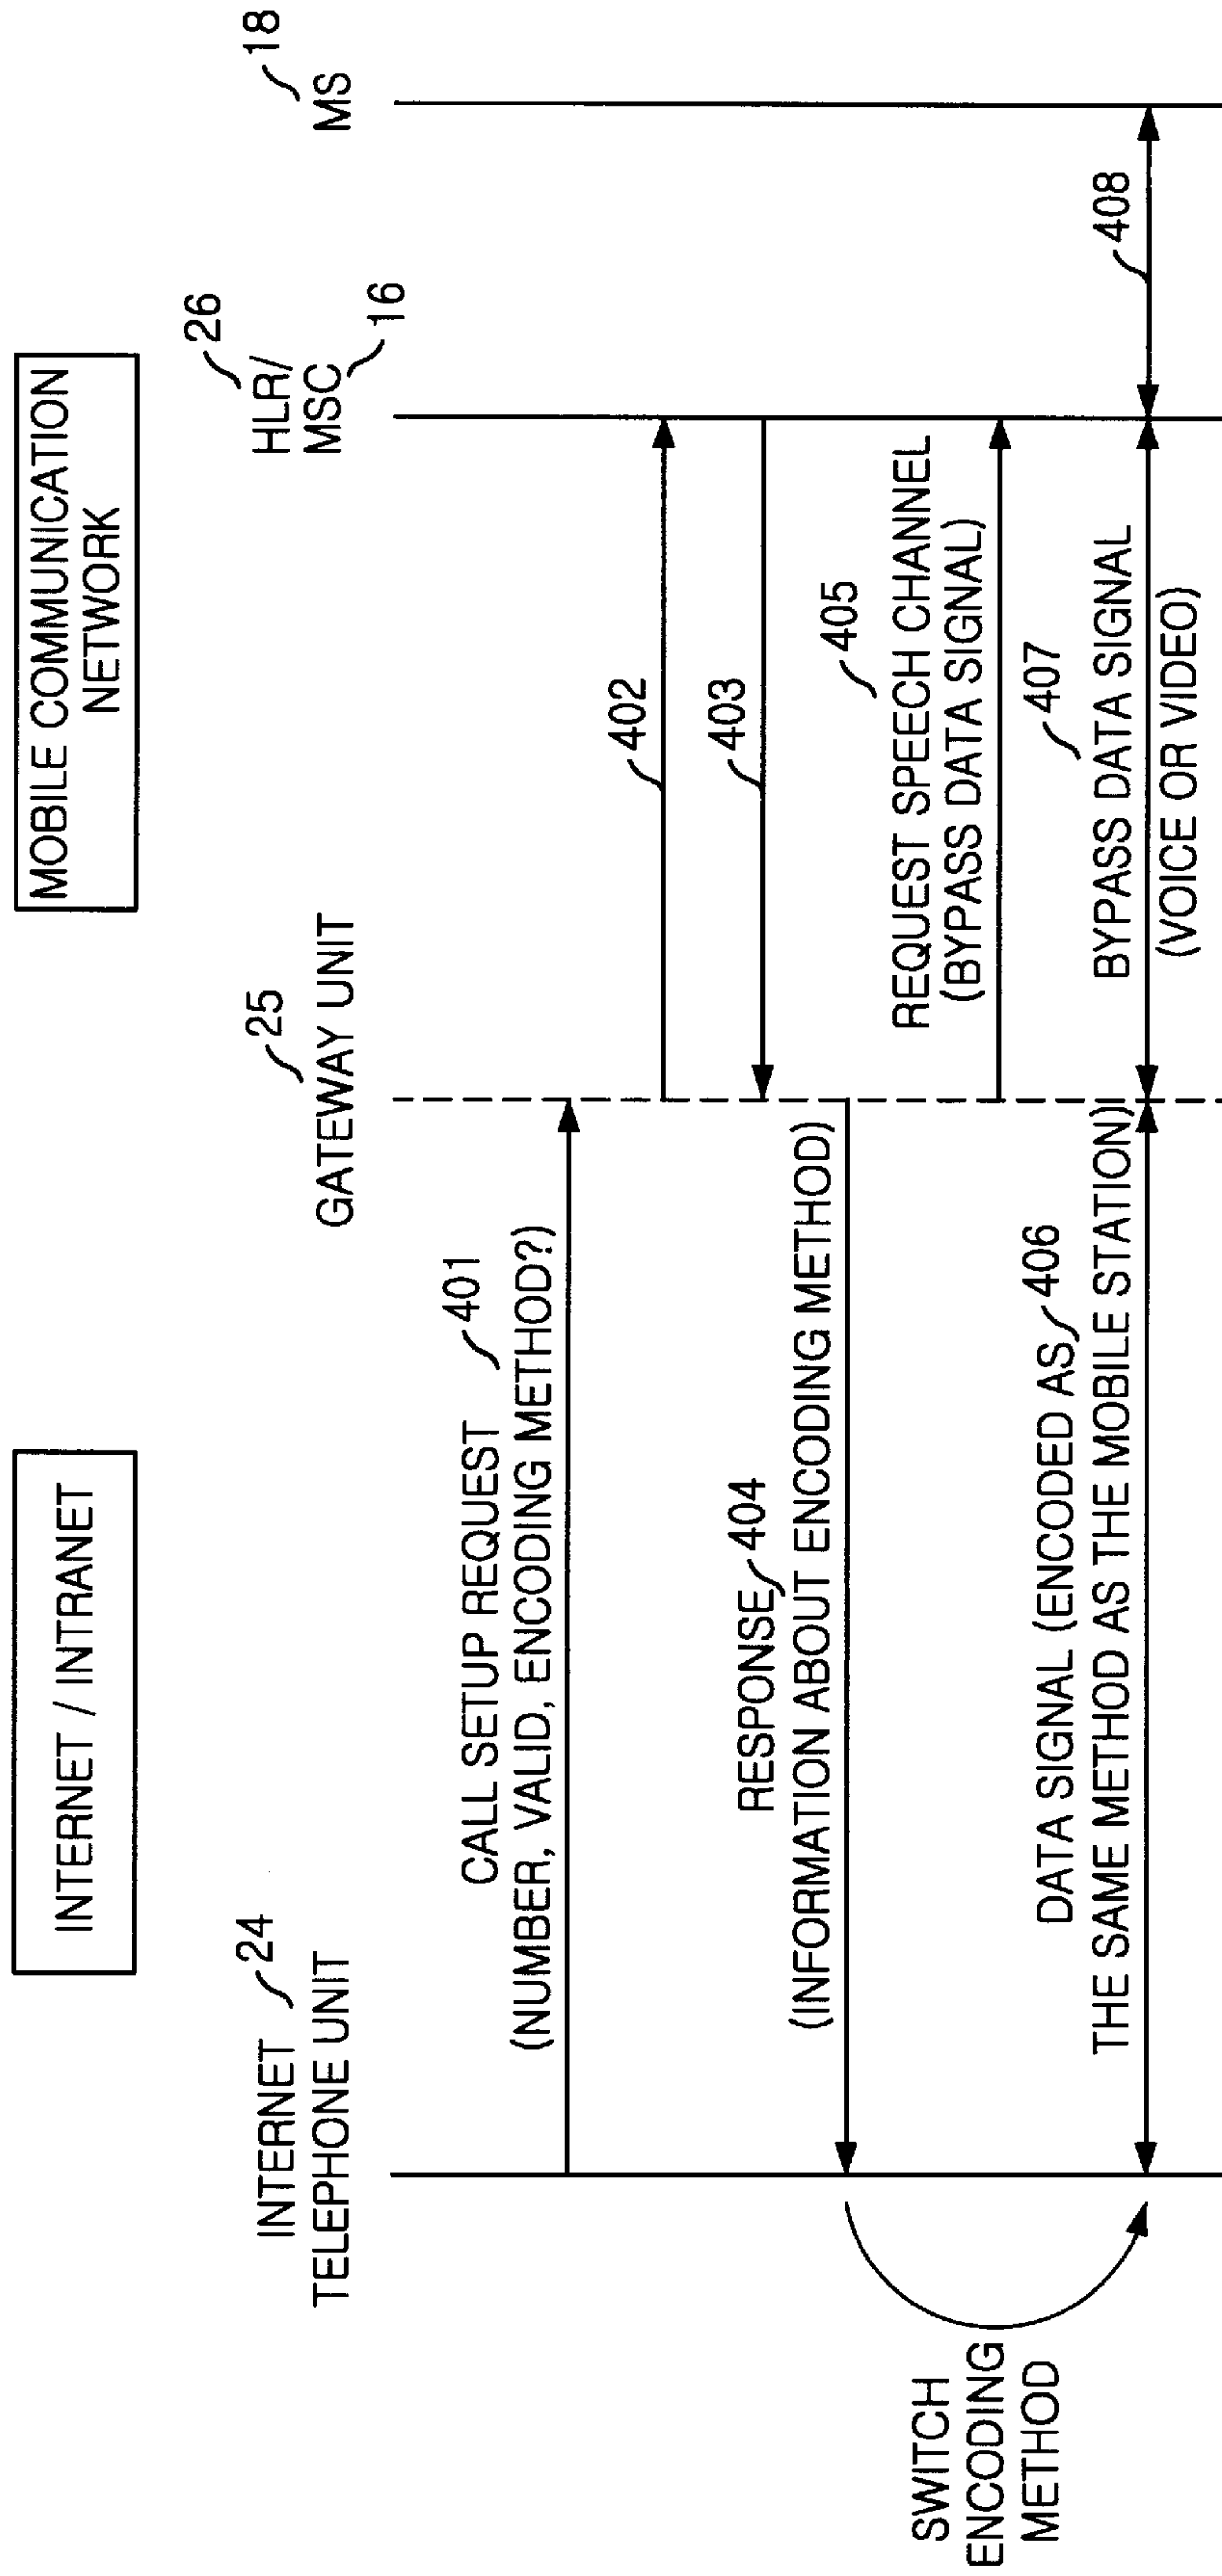 INTERNET / INTRANET
MOBILE COMMUNICATION
NETWORK
INTERNET 24
TELEPHONE UNIT
25
GATEWAY UNIT
26
HLR/
MSC
16
18
MS
CALL SETUP REQUEST 401
(NUMBER, VALID, ENCODING METHOD?)
402
403
RESPONSE 404
(INFORMATION ABOUT ENCODING METHOD)
405
REQUEST SPEECH CHANNEL
(BYPASS DATA SIGNAL)
SWITCH
ENCODING
METHOD
DATA SIGNAL (ENCODED AS 406
THE SAME METHOD AS THE MOBILE STATION)
407
BYPASS DATA SIGNAL
(VOICE OR VIDEO)
408